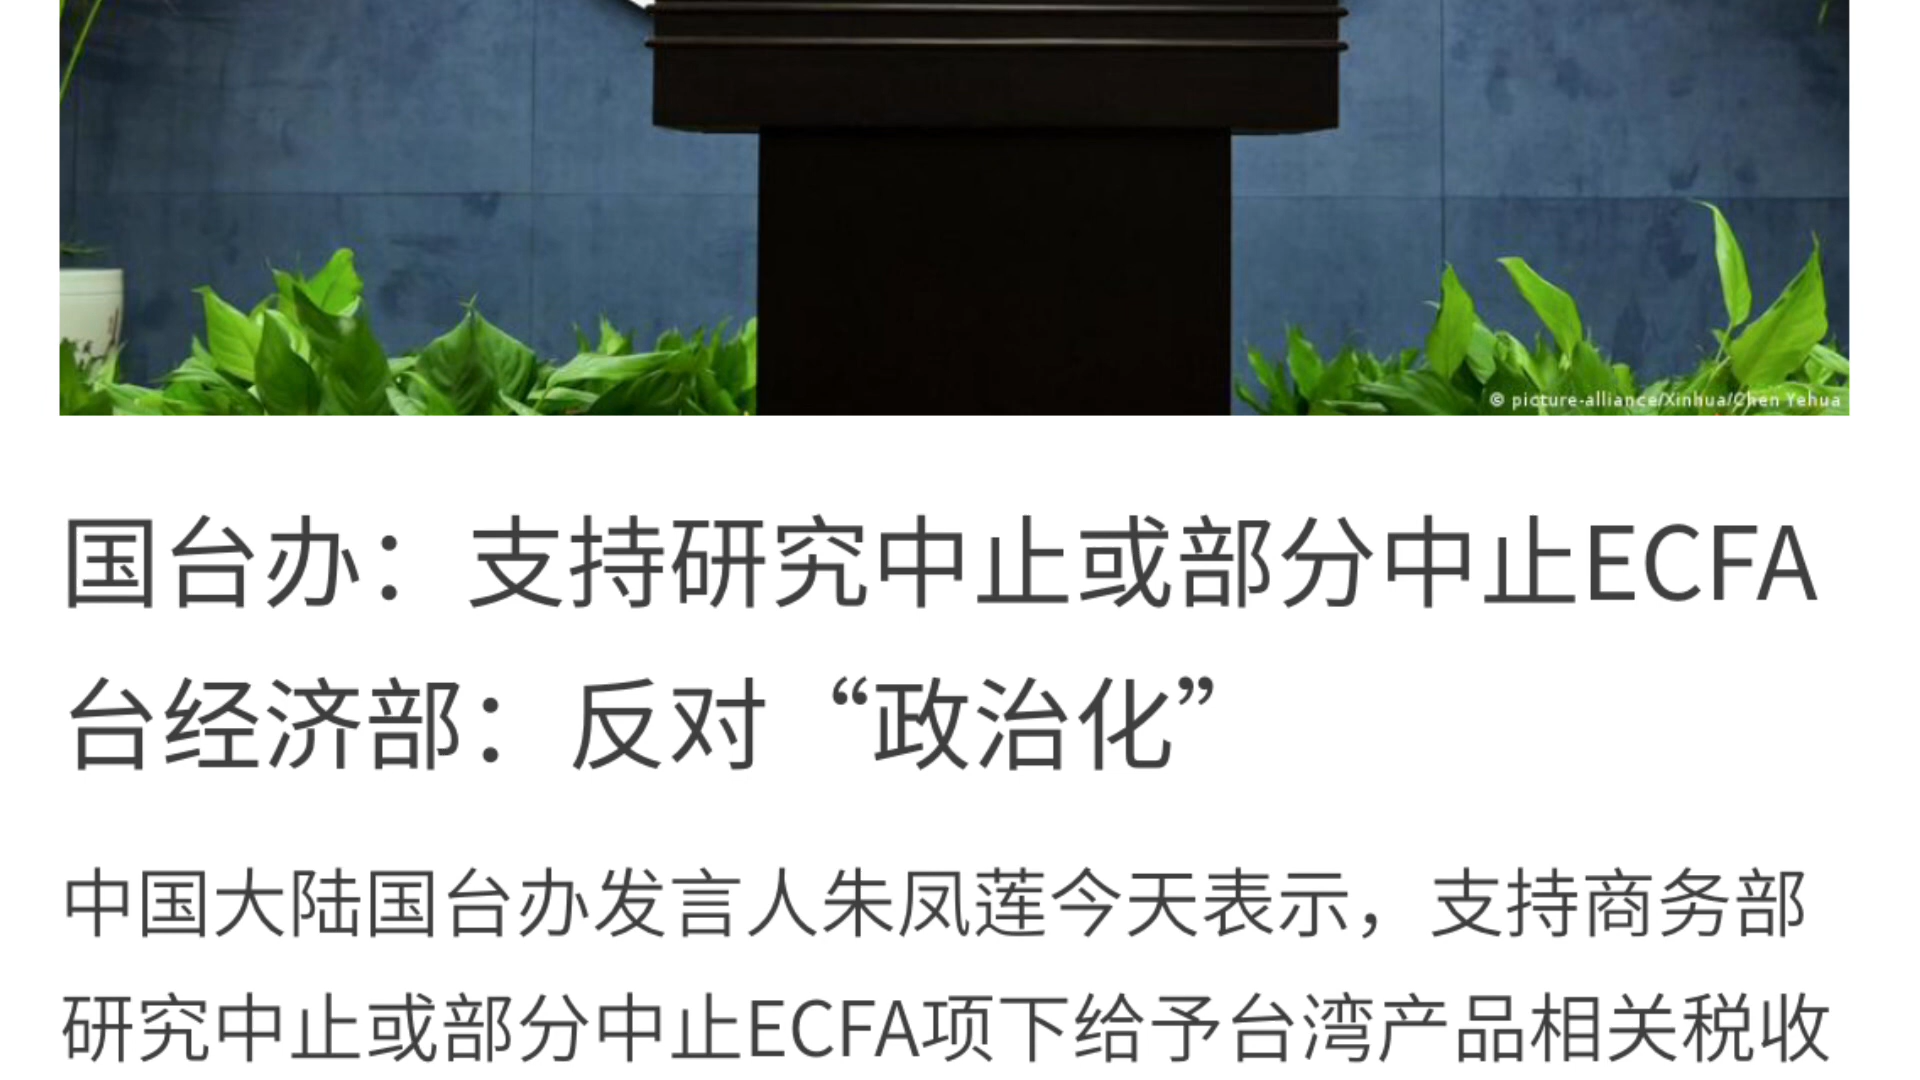 © picture-alliance/Xinhua/Chen Yehua
国台办：支持研究中止或部分中止ECFA
台经济部：反对“政治化”
中国大陆国台办发言人朱凤莲今天表示，支持商务部
研究中止或部分中止ECFA项下给予台湾产品相关税收